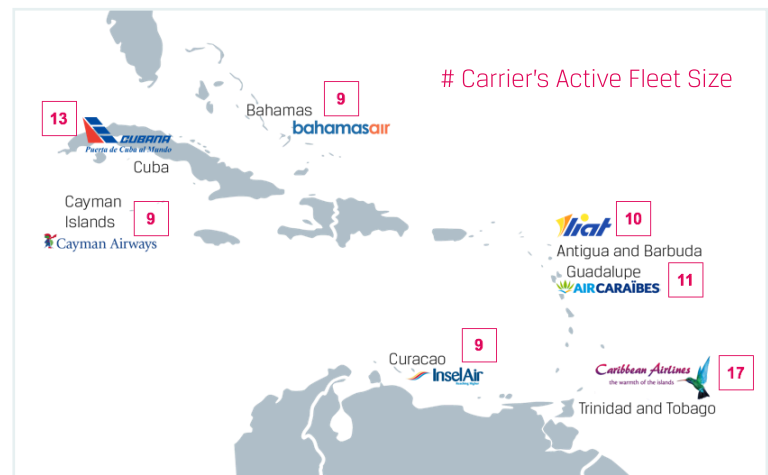 # Carrier's Active Fleet Size
Bahamas
9
bahamasair
13
CUBANA
Puerta de Cuba al Mundo
Cuba
Cayman
Islands
9
Cayman Airways
liat
10
Antigua and Barbuda
Guadalupe
AIRCARAÏBES
11
Curacao
9
InselAir
Caribbean Airlines
the warmth of the islands
17
Trinidad and Tobago